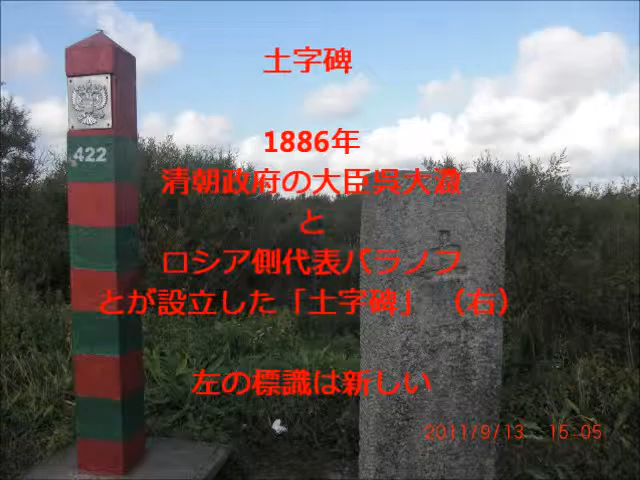 土字碑
1886年
清朝政府の大臣呉大澂
と
ロシア側代表バラノフ
とが設立した「土字碑」（右）
左の標識は新しい
422
土
2011/9/13 15:05